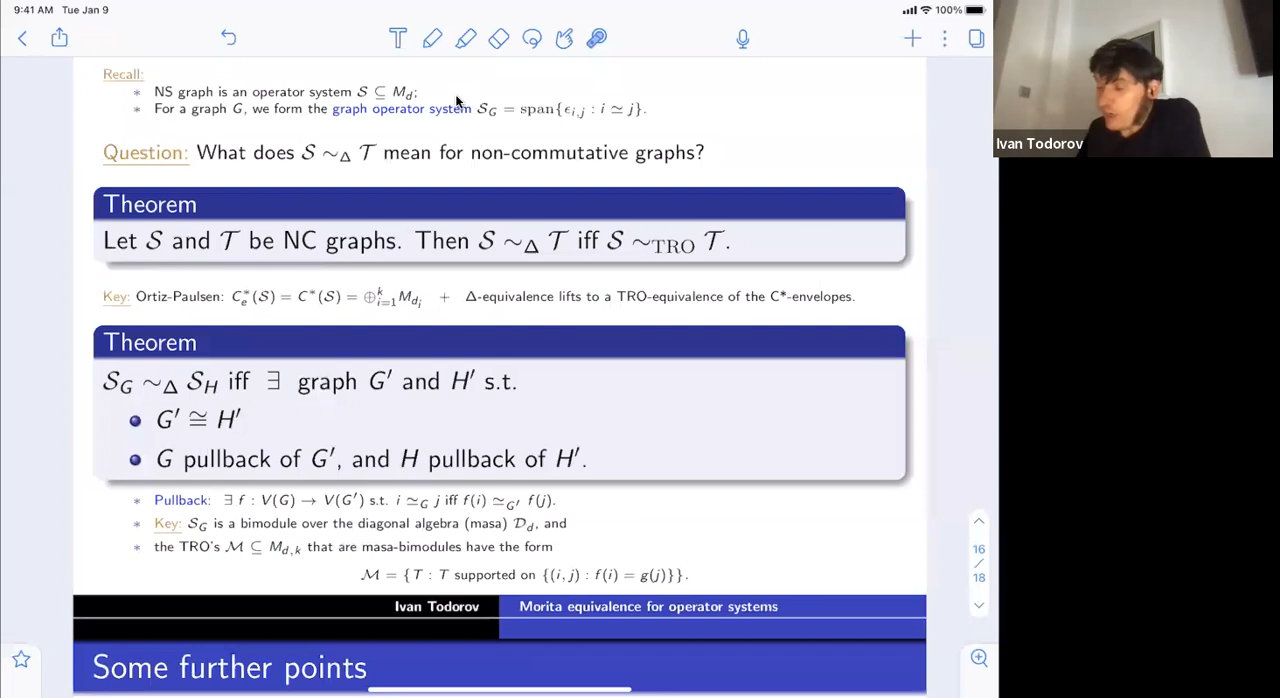 9:41 AM Tue Jan 9
100%
Recall:
* NS graph is an operator system 𝒮 ⊆ M_d;
* For a graph G, we form the graph operator system 𝒮_G = span{ϵ_{i,j} : i ≃ j}.
Question: What does 𝒮 ∼_Δ 𝒯 mean for non-commutative graphs?
Theorem
Let 𝒮 and 𝒯 be NC graphs. Then 𝒮 ∼_Δ 𝒯 iff 𝒮 ∼_TRO 𝒯.
Key: Ortiz-Paulsen: C*_e(𝒮) = C*(𝒮) = ⊕^k_{i=1} M_{d_i} + Δ-equivalence lifts to a TRO-equivalence of the C*-envelopes.
Theorem
𝒮_G ∼_Δ 𝒮_H iff ∃ graph G′ and H′ s.t.
• G′ ≅ H′
• G pullback of G′, and H pullback of H′.
* Pullback: ∃ f : V(G) → V(G′) s.t. i ≃_G j iff f(i) ≃_{G′} f(j).
* Key: 𝒮_G is a bimodule over the diagonal algebra (masa) 𝒟_d, and
* the TRO's ℳ ⊆ M_{d,k} that are masa-bimodules have the form
ℳ = {T : T supported on {(i, j) : f(i) = g(j)}}.
Ivan Todorov Morita equivalence for operator systems
Some further points
16
/
18
Ivan Todorov